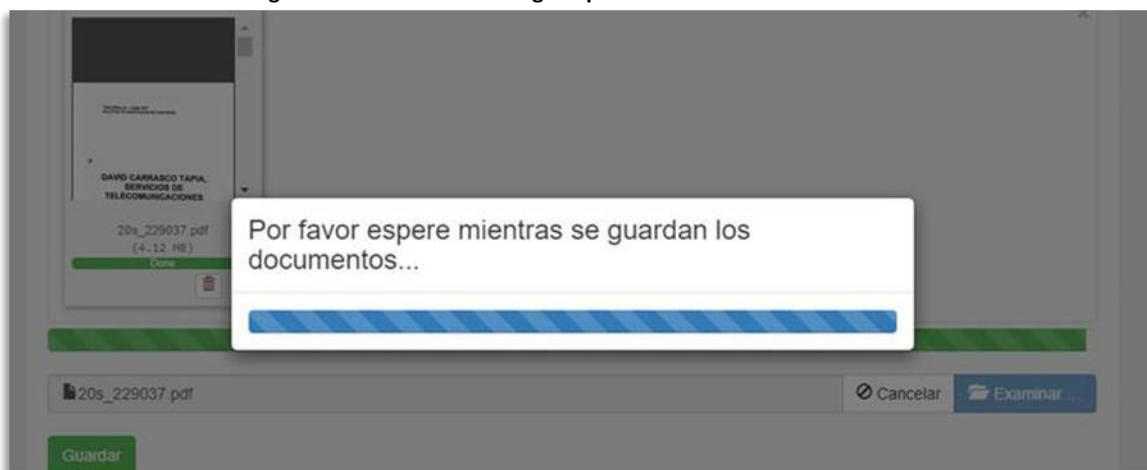 DAVID CARRASCO TAPIA,
SERVICIOS DE
TELECOMUNICACIONES
20s_229037.pdf
(4.12 MB)
Done
Por favor espere mientras se guardan los
documentos...
20s_229037.pdf
Cancelar
Examinar ...
Guardar